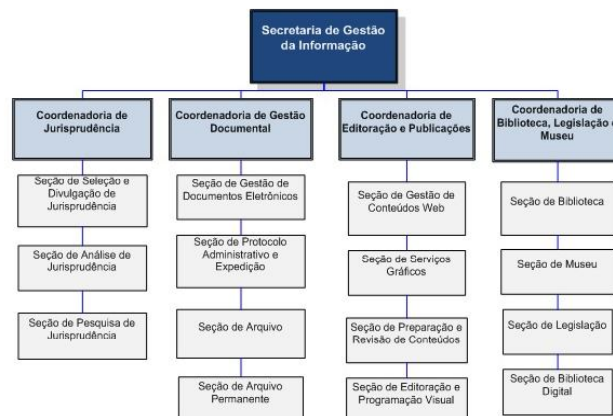 Secretaria de Gestão
da Informação
Coordenadoria de
Jurisprudência
Coordenadoria de Gestão
Documental
Coordenadoria de
Editoração e Publicações
Coordenadoria de
Biblioteca, Legislação e
Museu
Seção de Seleção e
Divulgação de
Jurisprudência
Seção de Análise de
Jurisprudência
Seção de Pesquisa de
Jurisprudência
Seção de Gestão de
Documentos Eletrônicos
Seção de Protocolo
Administrativo e
Expedição
Seção de Arquivo
Seção de Arquivo
Permanente
Seção de Gestão de
Conteúdos Web
Seção de Serviços
Gráficos
Seção de Preparação e
Revisão de Conteúdos
Seção de Editoração e
Programação Visual
Seção de Biblioteca
Seção de Museu
Seção de Legislação
Seção de Biblioteca
Digital